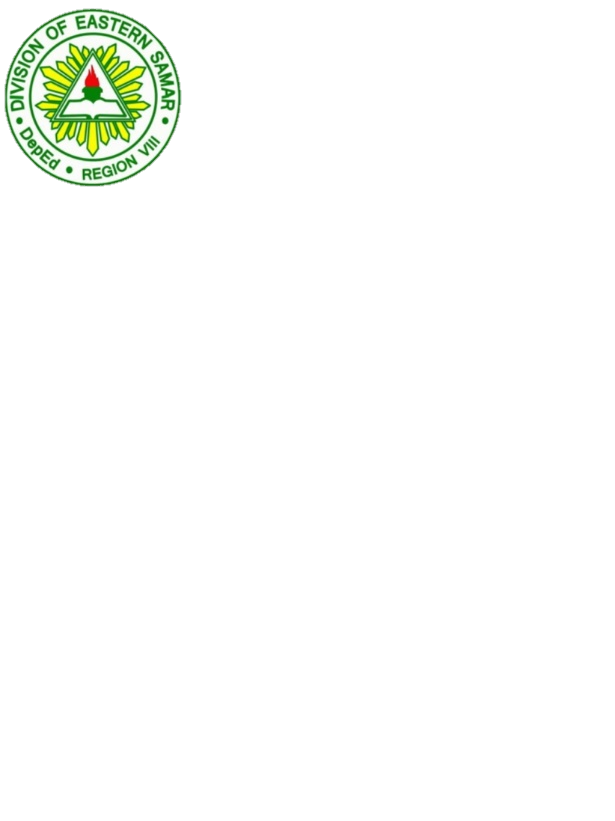 DIVISION OF EASTERN SAMAR
DepEd • REGION VIII